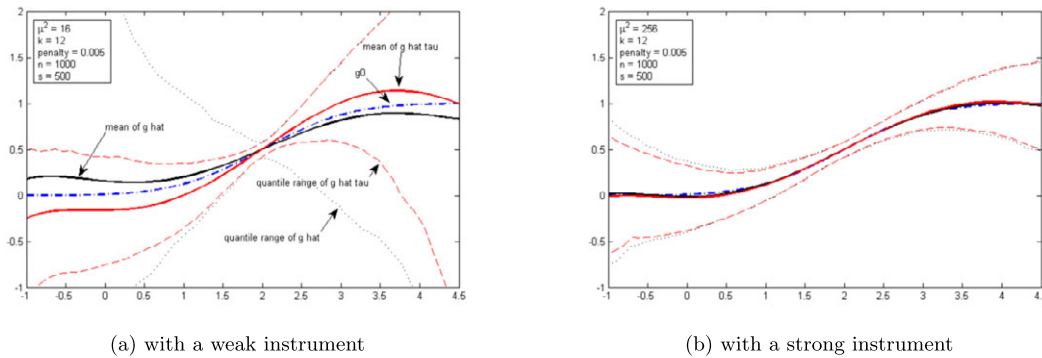 2
1.5
1
0.5
0
-0.5
-1
-1
-0.5
0
0.5
1
1.5
2
2.5
3
3.5
4
4.5
μ² = 16
k = 12
penalty = 0.005
n = 1000
s = 500
mean of g hat tau
g0
mean of g hat
quantile range of g hat tau
quantile range of g hat
(a) with a weak instrument
2
1.5
1
0.5
0
-0.5
-1
-1
-0.5
0
0.5
1
1.5
2
2.5
3
3.5
4
4.5
μ² = 256
k = 12
penalty = 0.005
n = 1000
s = 500
(b) with a strong instrument